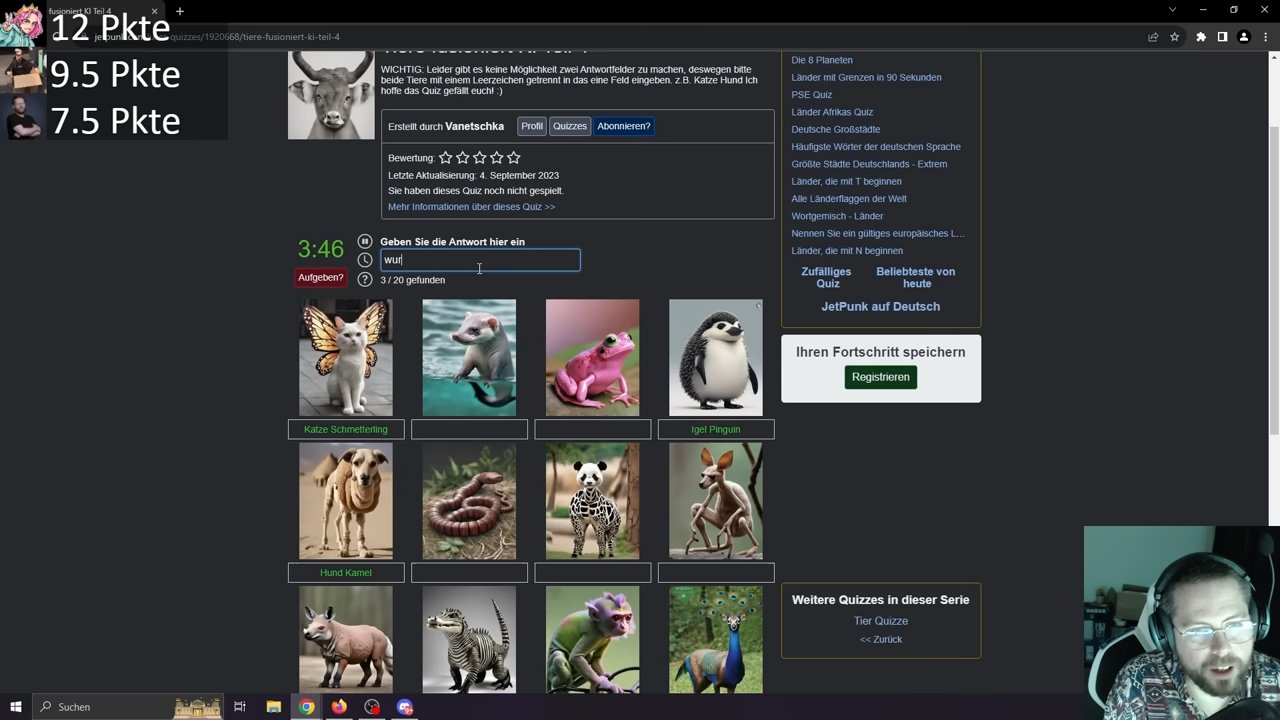 fusioniert KI Teil 4
12 Pkte
9.5 Pkte
7.5 Pkte
quizzes/1920668/tiere-fusioniert-ki-teil-4
Tiere fusioniert KI Teil 4
WICHTIG: Leider gibt es keine Möglichkeit zwei Antwortfelder zu machen, deswegen bitte
beide Tiere mit einem Leerzeichen getrennt in das eine Feld eingeben. z.B. Katze Hund Ich
hoffe das Quiz gefällt euch! :)
Erstellt durch Vanetschka Profil Quizzes Abonnieren?
Bewertung:
Letzte Aktualisierung: 4. September 2023
Sie haben dieses Quiz noch nicht gespielt.
Mehr Informationen über dieses Quiz >>
3:46
Aufgeben?
Geben Sie die Antwort hier ein
wur
3 / 20 gefunden
Katze Schmetterling
Igel Pinguin
Hund Kamel
Die 8 Planeten
Länder mit Grenzen in 90 Sekunden
PSE Quiz
Länder Afrikas Quiz
Deutsche Großstädte
Häufigste Wörter der deutschen Sprache
Größte Städte Deutschlands - Extrem
Länder, die mit T beginnen
Alle Länderflaggen der Welt
Wortgemisch - Länder
Nennen Sie ein gültiges europäisches L...
Länder, die mit N beginnen
Zufälliges
Quiz
Beliebteste von
heute
JetPunk auf Deutsch
Ihren Fortschritt speichern
Registrieren
Weitere Quizzes in dieser Serie
Tier Quizze
<< Zurück
Suchen